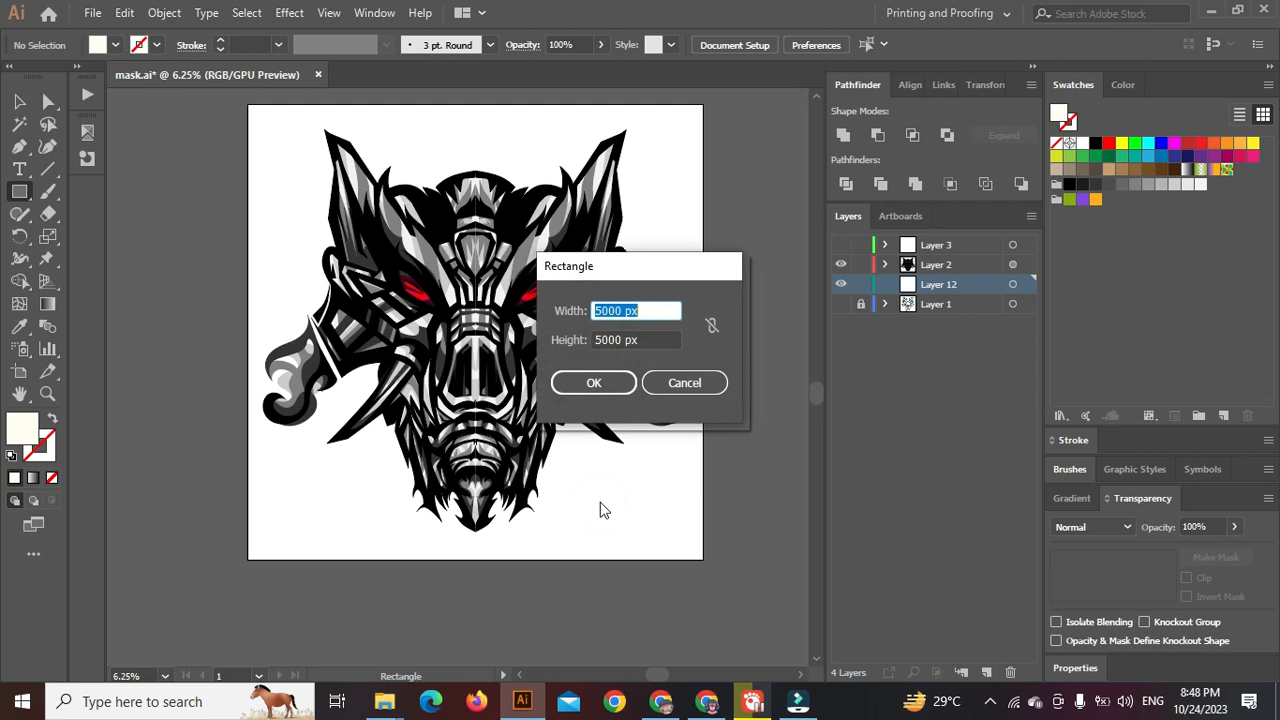 Ai File Edit Object Type Select Effect View Window Help Printing and Proofing Search Adobe Stock
No Selection Stroke: 3 pt. Round Opacity: 100% Style: Document Setup Preferences
mask.ai* @ 6.25% (RGB/GPU Preview)
Pathfinder Align Links Transforn
Shape Modes:
Expand
Pathfinders:
Swatches Color
Layers Artboards
Layer 3
Layer 2
Layer 12
Layer 1
Rectangle
Width: 5000 px
Height: 5000 px
OK Cancel
Stroke
Brushes Graphic Styles Symbols
Gradient Transparency
Normal Opacity: 100%
Make Mask
Clip
Invert Mask
Isolate Blending Knockout Group
Opacity & Mask Define Knockout Shape
Properties
6.25% 1 Rectangle 4 Layers
Type here to search
Ai
29°C ENG
8:48 PM
10/24/2023